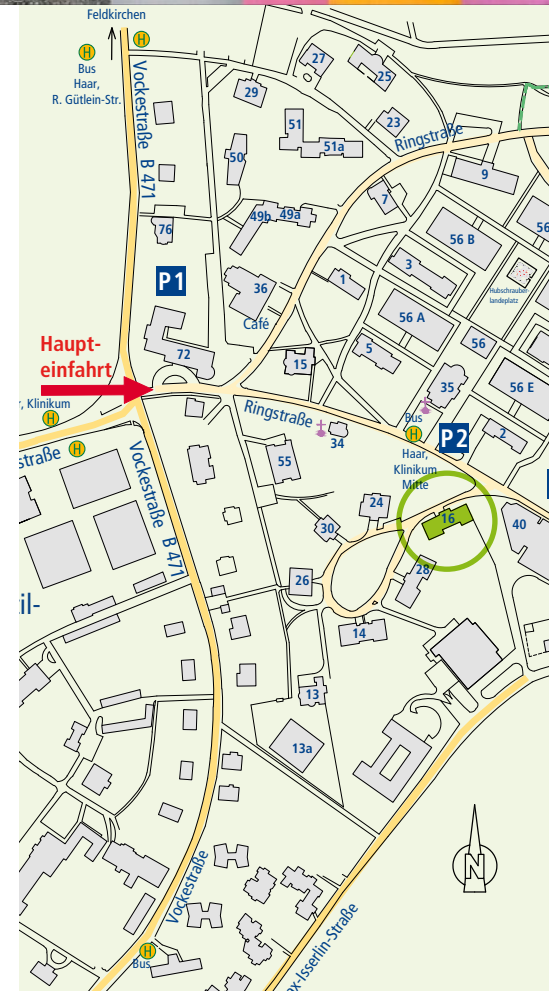 Feldkirchen
H
H
Bus
Haar,
R. Gütlein-Str.
Vockestraße B 471
27
25
29
51
23
51a
Ringstraße
50
9
7
49b
49a
56
76
56 B
3
P1
36
1
Hubschrauber-
landeplatz
56 A
Café
Haupt-
einfahrt
72
5
56
15
35
56 E
, Klinikum
H
Ringstraße
34
Bus
H
P2
2
Haar,
Klinikum
Mitte
straße
H
Vockestraße B 471
55
24
16
40
30
28
26
il-
14
13
13a
N
Vockestraße
H
Bus
ex-Isserlin-Straße